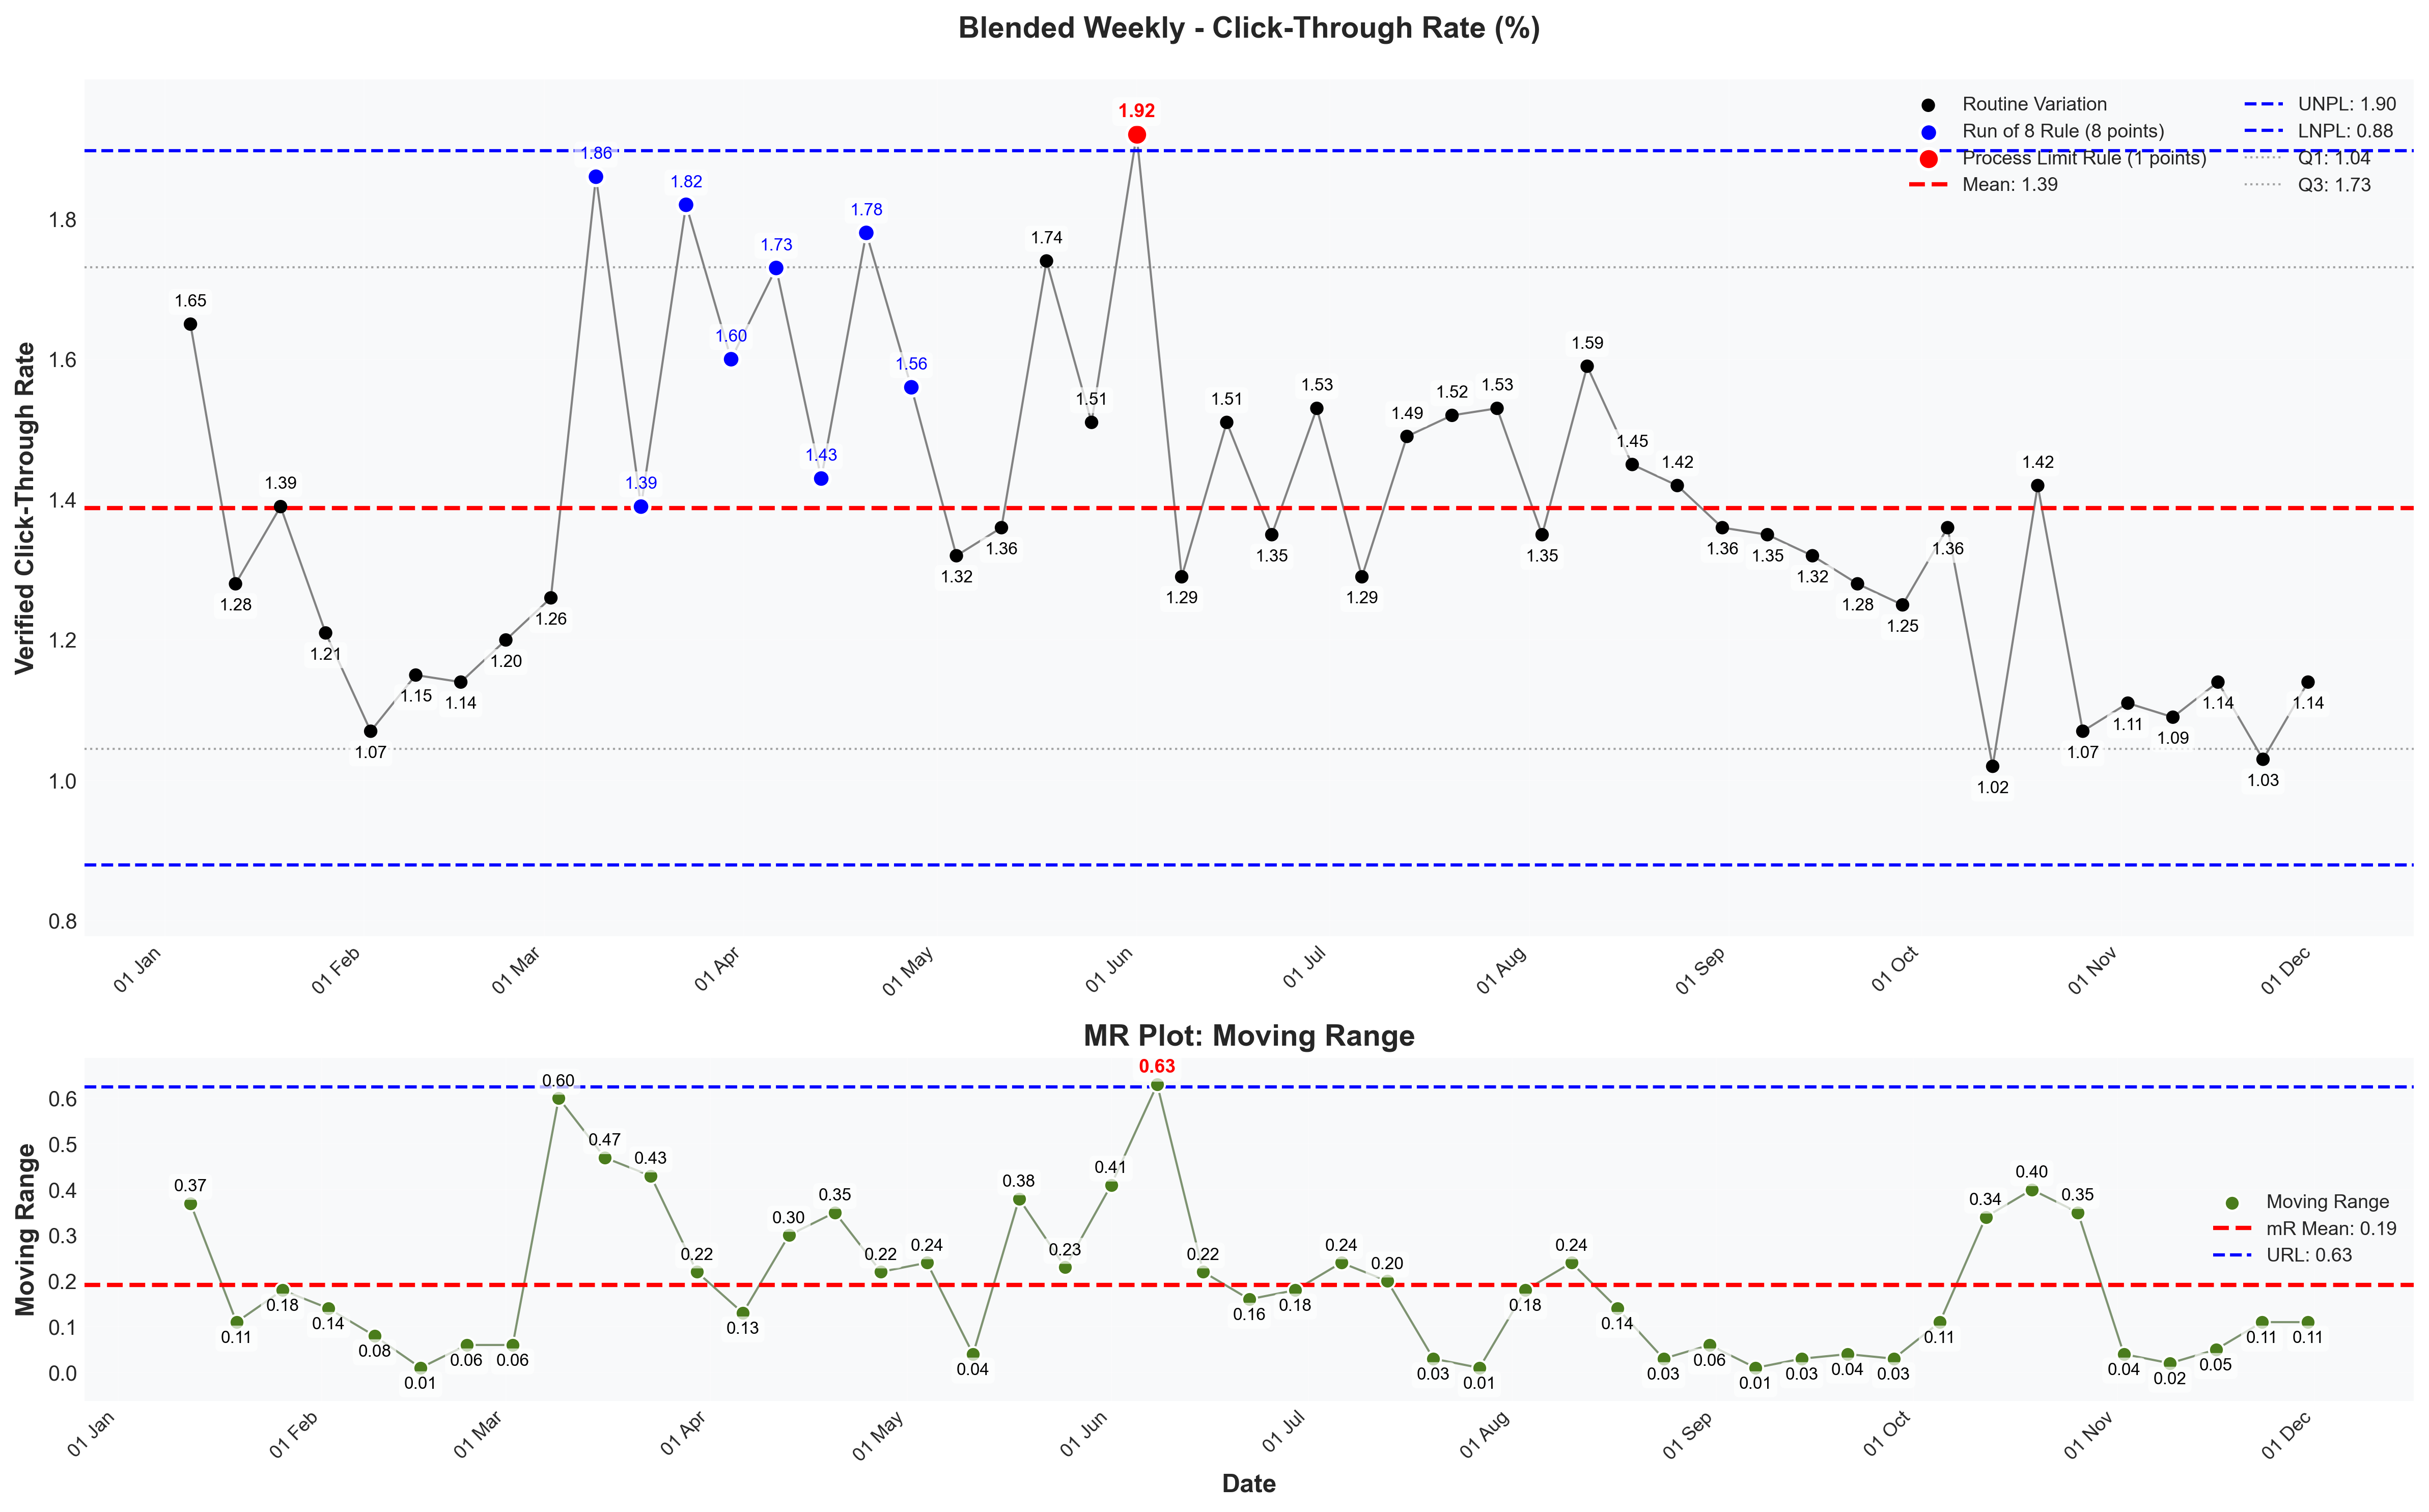 Blended Weekly - Click-Through Rate (%)
Verified Click-Through Rate
1.8
1.6
1.4
1.2
1.0
0.8
Routine Variation
Run of 8 Rule (8 points)
Process Limit Rule (1 points)
Mean: 1.39
UNPL: 1.90
LNPL: 0.88
Q1: 1.04
Q3: 1.73
1.65
1.28
1.39
1.21
1.07
1.15
1.14
1.20
1.26
1.86
1.39
1.82
1.60
1.73
1.43
1.78
1.56
1.32
1.36
1.74
1.51
1.92
1.29
1.51
1.35
1.53
1.29
1.49
1.52
1.53
1.35
1.59
1.45
1.42
1.36
1.35
1.32
1.28
1.25
1.36
1.02
1.42
1.07
1.11
1.09
1.14
1.03
1.14
01 Jan
01 Feb
01 Mar
01 Apr
01 May
01 Jun
01 Jul
01 Aug
01 Sep
01 Oct
01 Nov
01 Dec
MR Plot: Moving Range
Moving Range
0.6
0.5
0.4
0.3
0.2
0.1
0.0
0.37
0.11
0.18
0.14
0.08
0.01
0.06
0.06
0.60
0.47
0.43
0.22
0.13
0.30
0.35
0.22
0.24
0.04
0.38
0.23
0.41
0.63
0.22
0.16
0.18
0.24
0.20
0.03
0.01
0.18
0.24
0.14
0.03
0.06
0.01
0.03
0.04
0.03
0.11
0.34
0.40
0.35
0.04
0.02
0.05
0.11
0.11
Moving Range
mR Mean: 0.19
URL: 0.63
01 Jan
01 Feb
01 Mar
01 Apr
01 May
01 Jun
01 Jul
01 Aug
01 Sep
01 Oct
01 Nov
01 Dec
Date